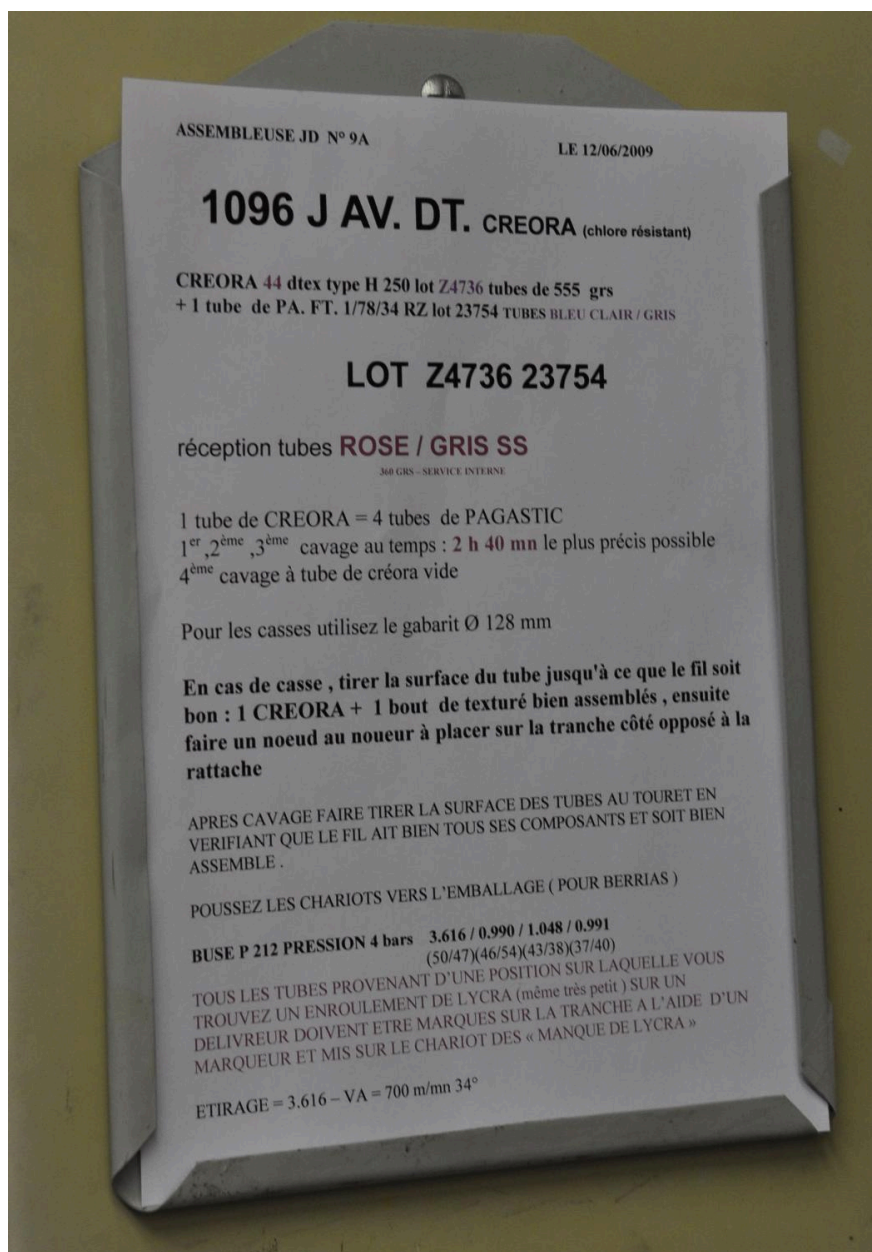 ASSEMBLEUSE JD N° 9A
LE 12/06/2009
1096 J AV. DT. CREORA (chlore résistant)
CREORA 44 dtex type H 250 lot Z4736 tubes de 555 grs
+ 1 tube de PA. FT. 1/78/34 RZ lot 23754 TUBES BLEU CLAIR / GRIS
LOT Z4736 23754
réception tubes ROSE / GRIS SS
360 GRS – SERVICE INTERNE
1 tube de CREORA = 4 tubes de PAGASTIC
1er ,2ème ,3ème cavage au temps : 2 h 40 mn le plus précis possible
4ème cavage à tube de créora vide
Pour les casses utilisez le gabarit Ø 128 mm
En cas de casse , tirer la surface du tube jusqu'à ce que le fil soit
bon : 1 CREORA + 1 bout de texturé bien assemblés , ensuite
faire un noeud au noueur à placer sur la tranche côté opposé à la
rattache
APRES CAVAGE FAIRE TIRER LA SURFACE DES TUBES AU TOURET EN
VERIFIANT QUE LE FIL AIT BIEN TOUS SES COMPOSANTS ET SOIT BIEN
ASSEMBLE .
POUSSEZ LES CHARIOTS VERS L'EMBALLAGE ( POUR BERRIAS )
BUSE P 212 PRESSION 4 bars 3.616 / 0.990 / 1.048 / 0.991
(50/47)(46/54)(43/38)(37/40)
TOUS LES TUBES PROVENANT D'UNE POSITION SUR LAQUELLE VOUS
TROUVEZ UN ENROULEMENT DE LYCRA (même très petit ) SUR UN
DELIVREUR DOIVENT ETRE MARQUES SUR LA TRANCHE A L'AIDE D'UN
MARQUEUR ET MIS SUR LE CHARIOT DES « MANQUE DE LYCRA »
ETIRAGE = 3.616 – VA = 700 m/mn 34°